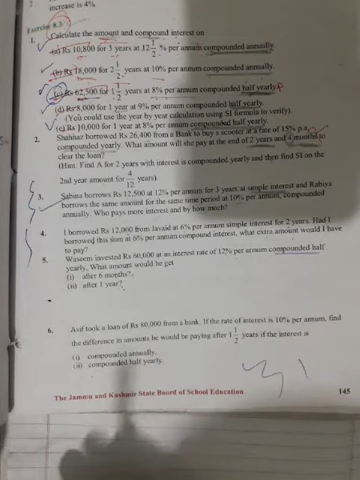 increase is 4%.
Exercise 8.3
1. Calculate the amount and compound interest on
(a) Rs 10,800 for 3 years at 12 1/2 % per annum compounded annually.
(b) Rs 18,000 for 2 1/2 years at 10% per annum compounded annually.
(c) Rs 62,500 for 1 1/2 years at 8% per annum compounded half yearly.
(d) Rs 8,000 for 1 year at 9% per annum compounded half yearly.
(You could use the year by year calculation using SI formula to verify).
(e) Rs 10,000 for 1 year at 8% per annum compounded half yearly.
2. borrowed Rs 26,400 from a Bank to buy a scooter at a rate of 15% p.a.
compounded yearly. What amount will she pay at the end of 2 years and 4 months to
clear the loan?
(Hint: Find A for 2 years with interest is compounded yearly and then find SI on the
2nd year amount for 4/12 years).
3. borrows Rs 12,500 at 12% per annum for 3 years at simple interest and
borrows the same amount for the same time period at 10% per annum, compounded
annually. Who pays more interest and by how much?
4. I borrowed Rs 12,000 from at 6% per annum simple interest for 2 years. Had I
borrowed this sum at 6% per annum compound interest, what extra amount would I have
to pay?
5. invested Rs 60,000 at an interest rate of 12% per annum compounded half
yearly. What amount would he get
(i) after 6 months?
(ii) after 1 year?
6. took a loan of Rs 80,000 from a bank. If the rate of interest is 10% per annum, find
the difference in amounts he would be paying after 1 1/2 years if the interest is
(i) compounded annually.
(ii) compounded half yearly.
The Jammu and Kashmir State Board of School Education 145